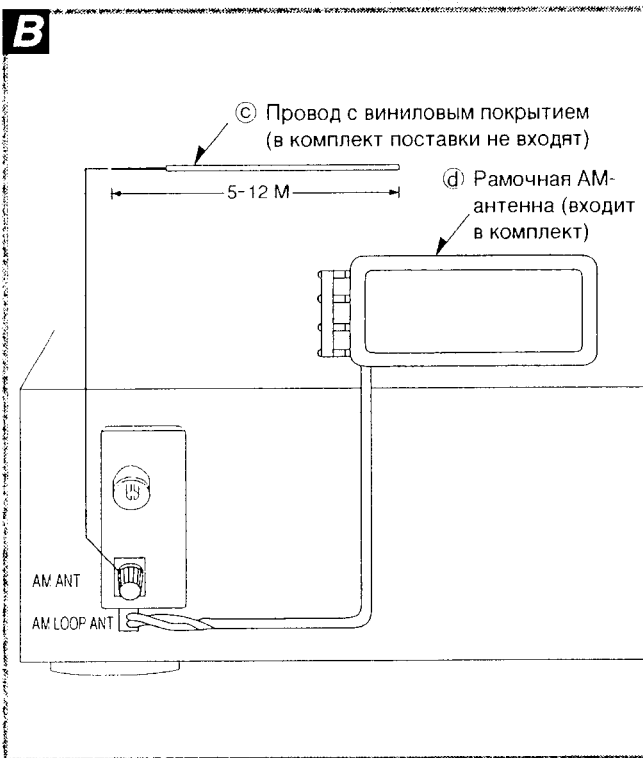 B
ⓒ Провод с виниловым покрытием
(в комплект поставки не входят)
5-12 М
ⓓ Рамочная АМ-
антенна (входит
в комплект)
AM ANT
AM LOOP ANT